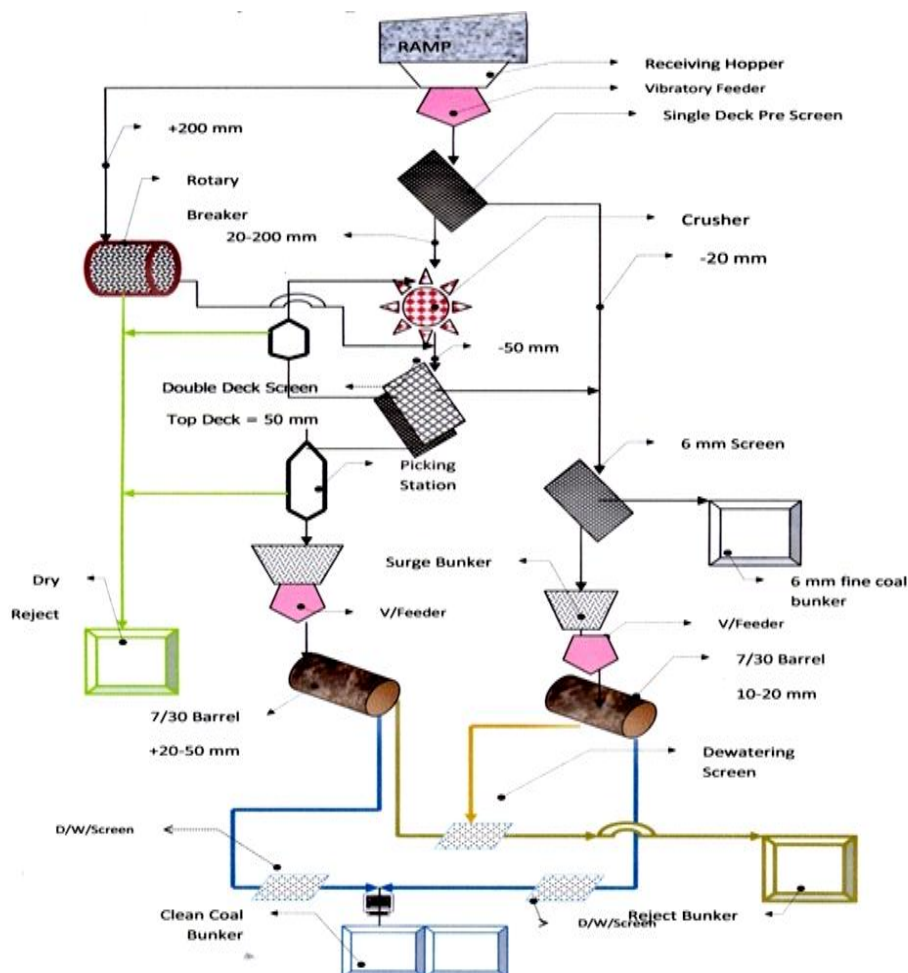 RAMP
Receiving Hopper
Vibratory Feeder
Single Deck Pre Screen
+200 mm
Rotary
Breaker
20-200 mm
Crusher
-20 mm
-50 mm
Double Deck Screen
Top Deck = 50 mm
Picking
Station
6 mm Screen
Surge Bunker
6 mm fine coal
bunker
Dry
Reject
V/Feeder
V/Feeder
7/30 Barrel
10-20 mm
7/30 Barrel
+20-50 mm
Dewatering
Screen
D/W/Screen
Clean Coal
Bunker
D/W/Screen
Reject Bunker